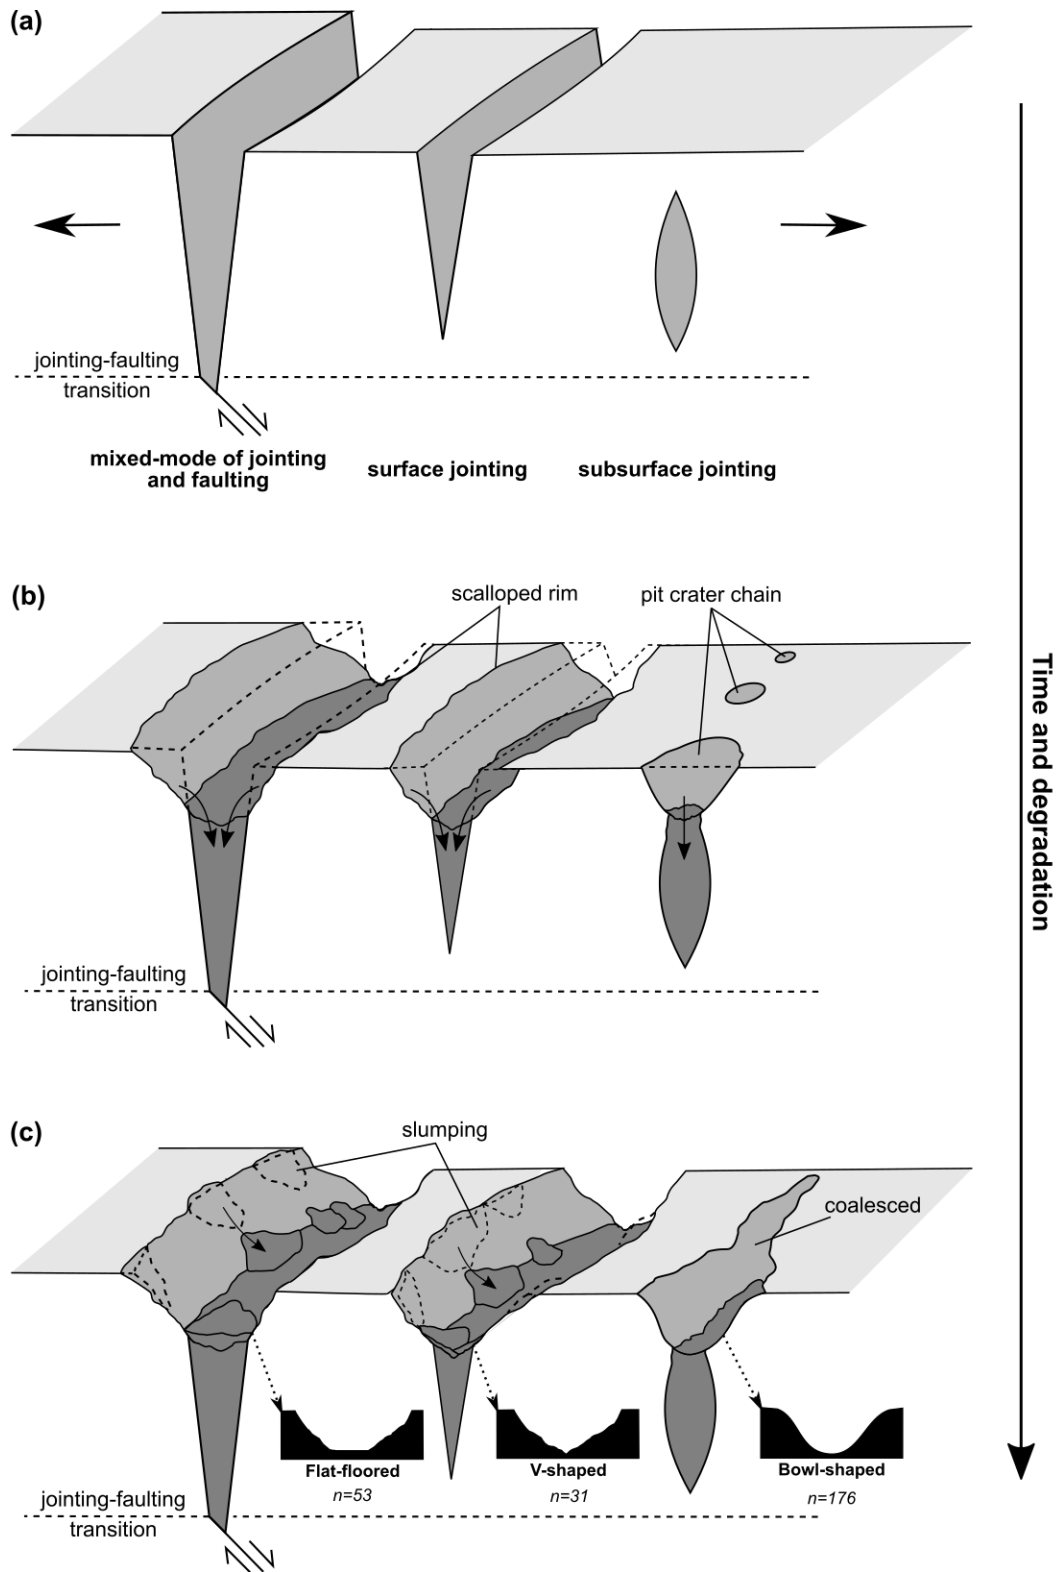 (a)
jointing-faulting
transition
mixed-mode of jointing
and faulting
surface jointing
subsurface jointing
(b)
scalloped rim
pit crater chain
jointing-faulting
transition
Time and degradation
(c)
slumping
coalesced
Flat-floored
n=53
V-shaped
n=31
Bowl-shaped
n=176
jointing-faulting
transition